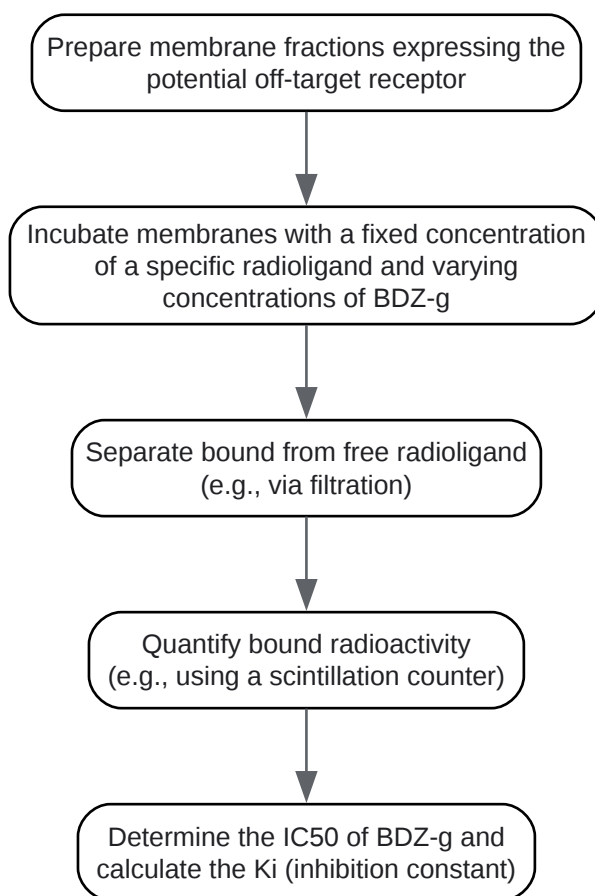 Prepare membrane fractions expressing the
potential off-target receptor
Incubate membranes with a fixed concentration
of a specific radioligand and varying
concentrations of BDZ-g
Separate bound from free radioligand
(e.g., via filtration)
Quantify bound radioactivity
(e.g., using a scintillation counter)
Determine the IC50 of BDZ-g and
calculate the Ki (inhibition constant)